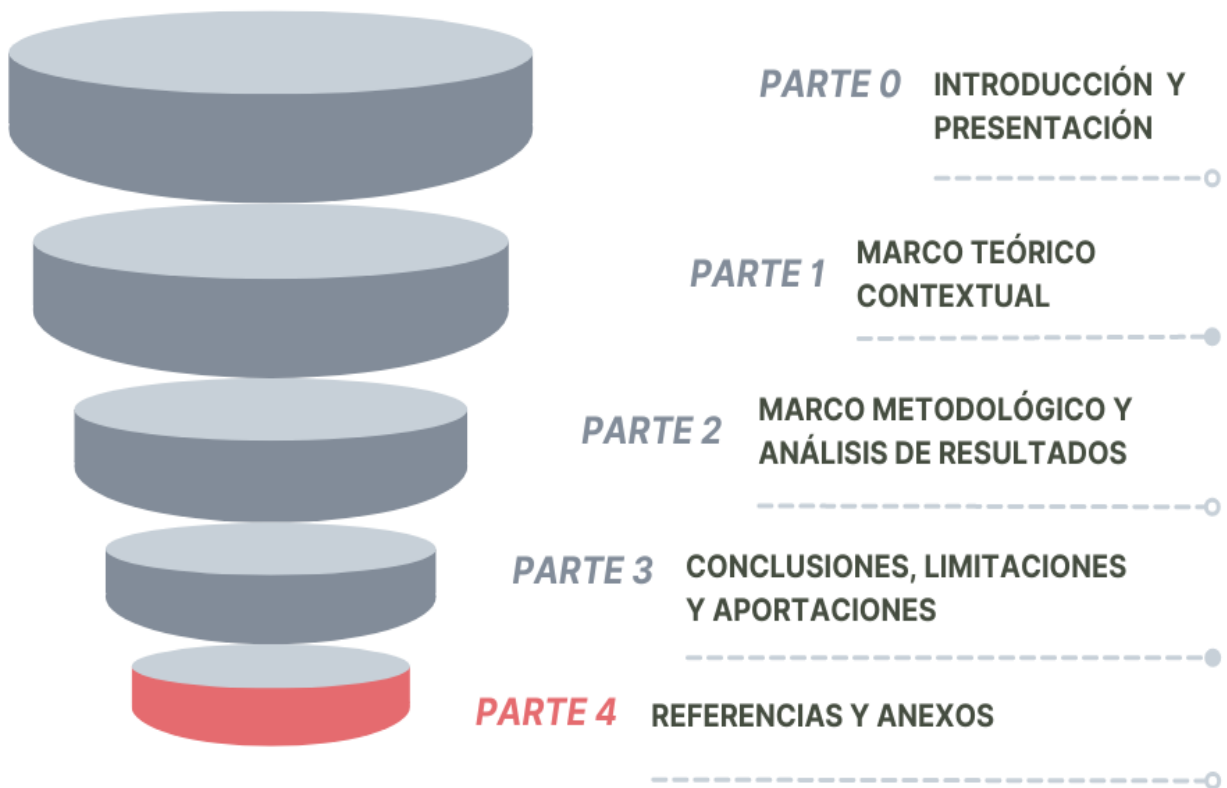 PARTE 0
INTRODUCCIÓN Y
PRESENTACIÓN
PARTE 1
MARCO TEÓRICO
CONTEXTUAL
PARTE 2
MARCO METODOLÓGICO Y
ANÁLISIS DE RESULTADOS
PARTE 3
CONCLUSIONES, LIMITACIONES
Y APORTACIONES
PARTE 4
REFERENCIAS Y ANEXOS